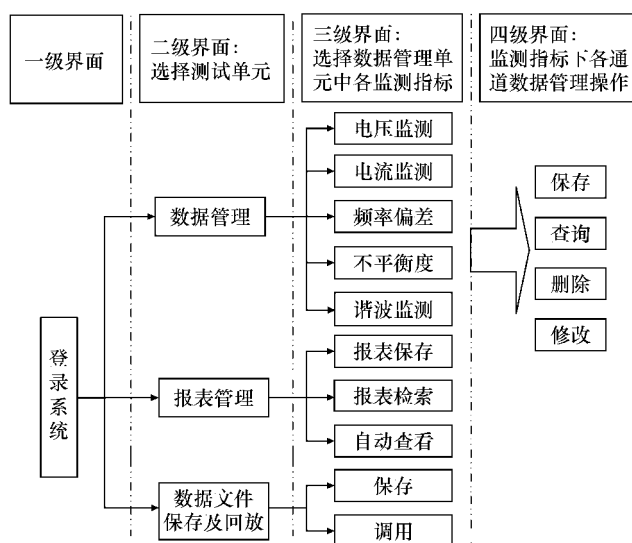 一级界面
二级界面:
选择测试单元
三级界面:
选择数据管理单
元中各监测指标
四级界面:
监测指标下各通
道数据管理操作
登录系统
数据管理
报表管理
数据文件
保存及回放
电压监测
电流监测
频率偏差
不平衡度
谐波监测
报表保存
报表检索
自动查看
保存
调用
保存
查询
删除
修改